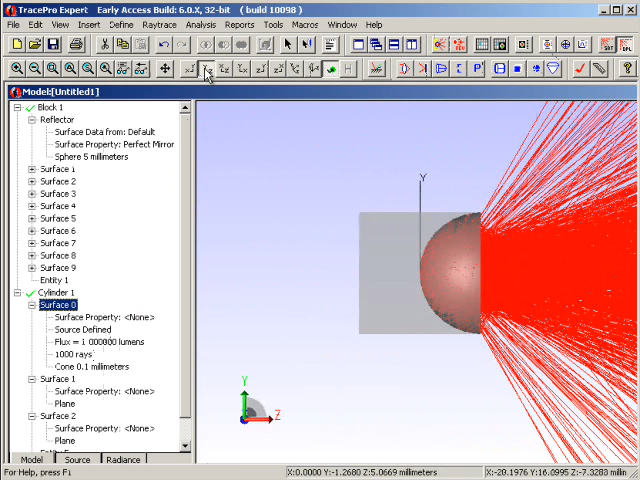 TracePro Expert Early Access Build: 6.0.X, 32-bit ( build 10098 )
File Edit View Insert Define Raytrace Analysis Reports Tools Macros Window Help
Model:[Untitled1]
Block 1
Reflector
Surface Data from: Default
Surface Property: Perfect Mirror
Sphere 5 millimeters
Surface 1
Surface 2
Surface 3
Surface 4
Surface 5
Surface 6
Surface 7
Surface 8
Surface 9
Entity 1
Cylinder 1
Surface 0
Surface Property: <None>
Source Defined
Flux = 1 000000 lumens
1000 rays
Cone 0.1 millimeters
Surface 1
Surface Property: <None>
Plane
Surface 2
Surface Property: <None>
Plane
Y
Y
Z
Model Source Radiance
For Help, press F1
X:0.0000 Y:-1.2680 Z:5.0669 millimeters
X:-20.1976 Y:16.0995 Z:-7.3283 millin